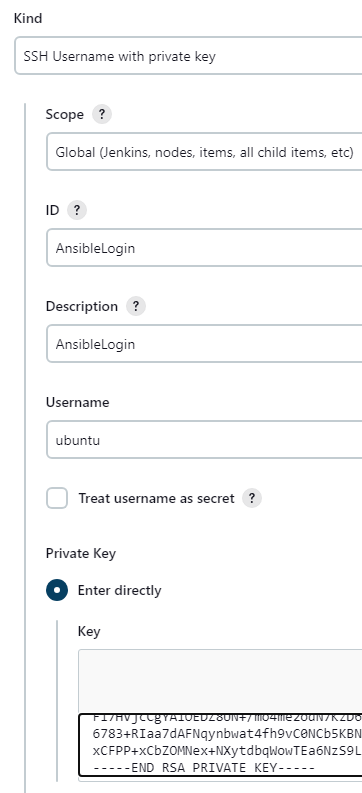 Kind
SSH Username with private key
Scope ?
Global (Jenkins, nodes, items, all child items, etc)
ID ?
AnsibleLogin
Description ?
AnsibleLogin
Username
ubuntu
Treat username as secret ?
Private Key
Enter directly
Key
6783+RIaa7dAFNqynbwat4fh9vC0NCb5KBN
xCFPP+xCbZOMNex+NXytdbqWowTEa6NzS9L
-----END RSA PRIVATE KEY-----